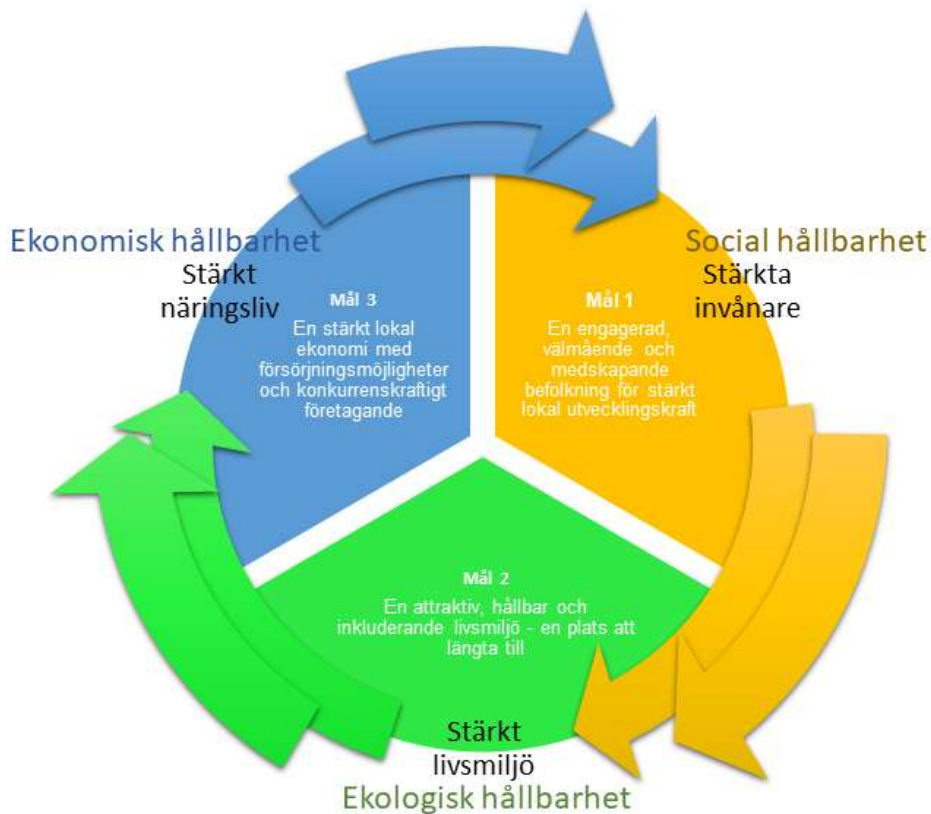 Ekonomisk hållbarhet
Stärkt
näringsliv
Mål 3
En stärkt lokal
ekonomi med
försörjningsmöjligheter
och konkurrenskraftigt
företagande
Social hållbarhet
Stärkta
invånare
Mål 1
En engagerad,
välmående och
medskapande
befolkning för stärkt
lokal utvecklingskraft
Mål 2
En attraktiv, hållbar och
inkluderande livsmiljö - en plats att
längta till
Stärkt
livsmiljö
Ekologisk hållbarhet